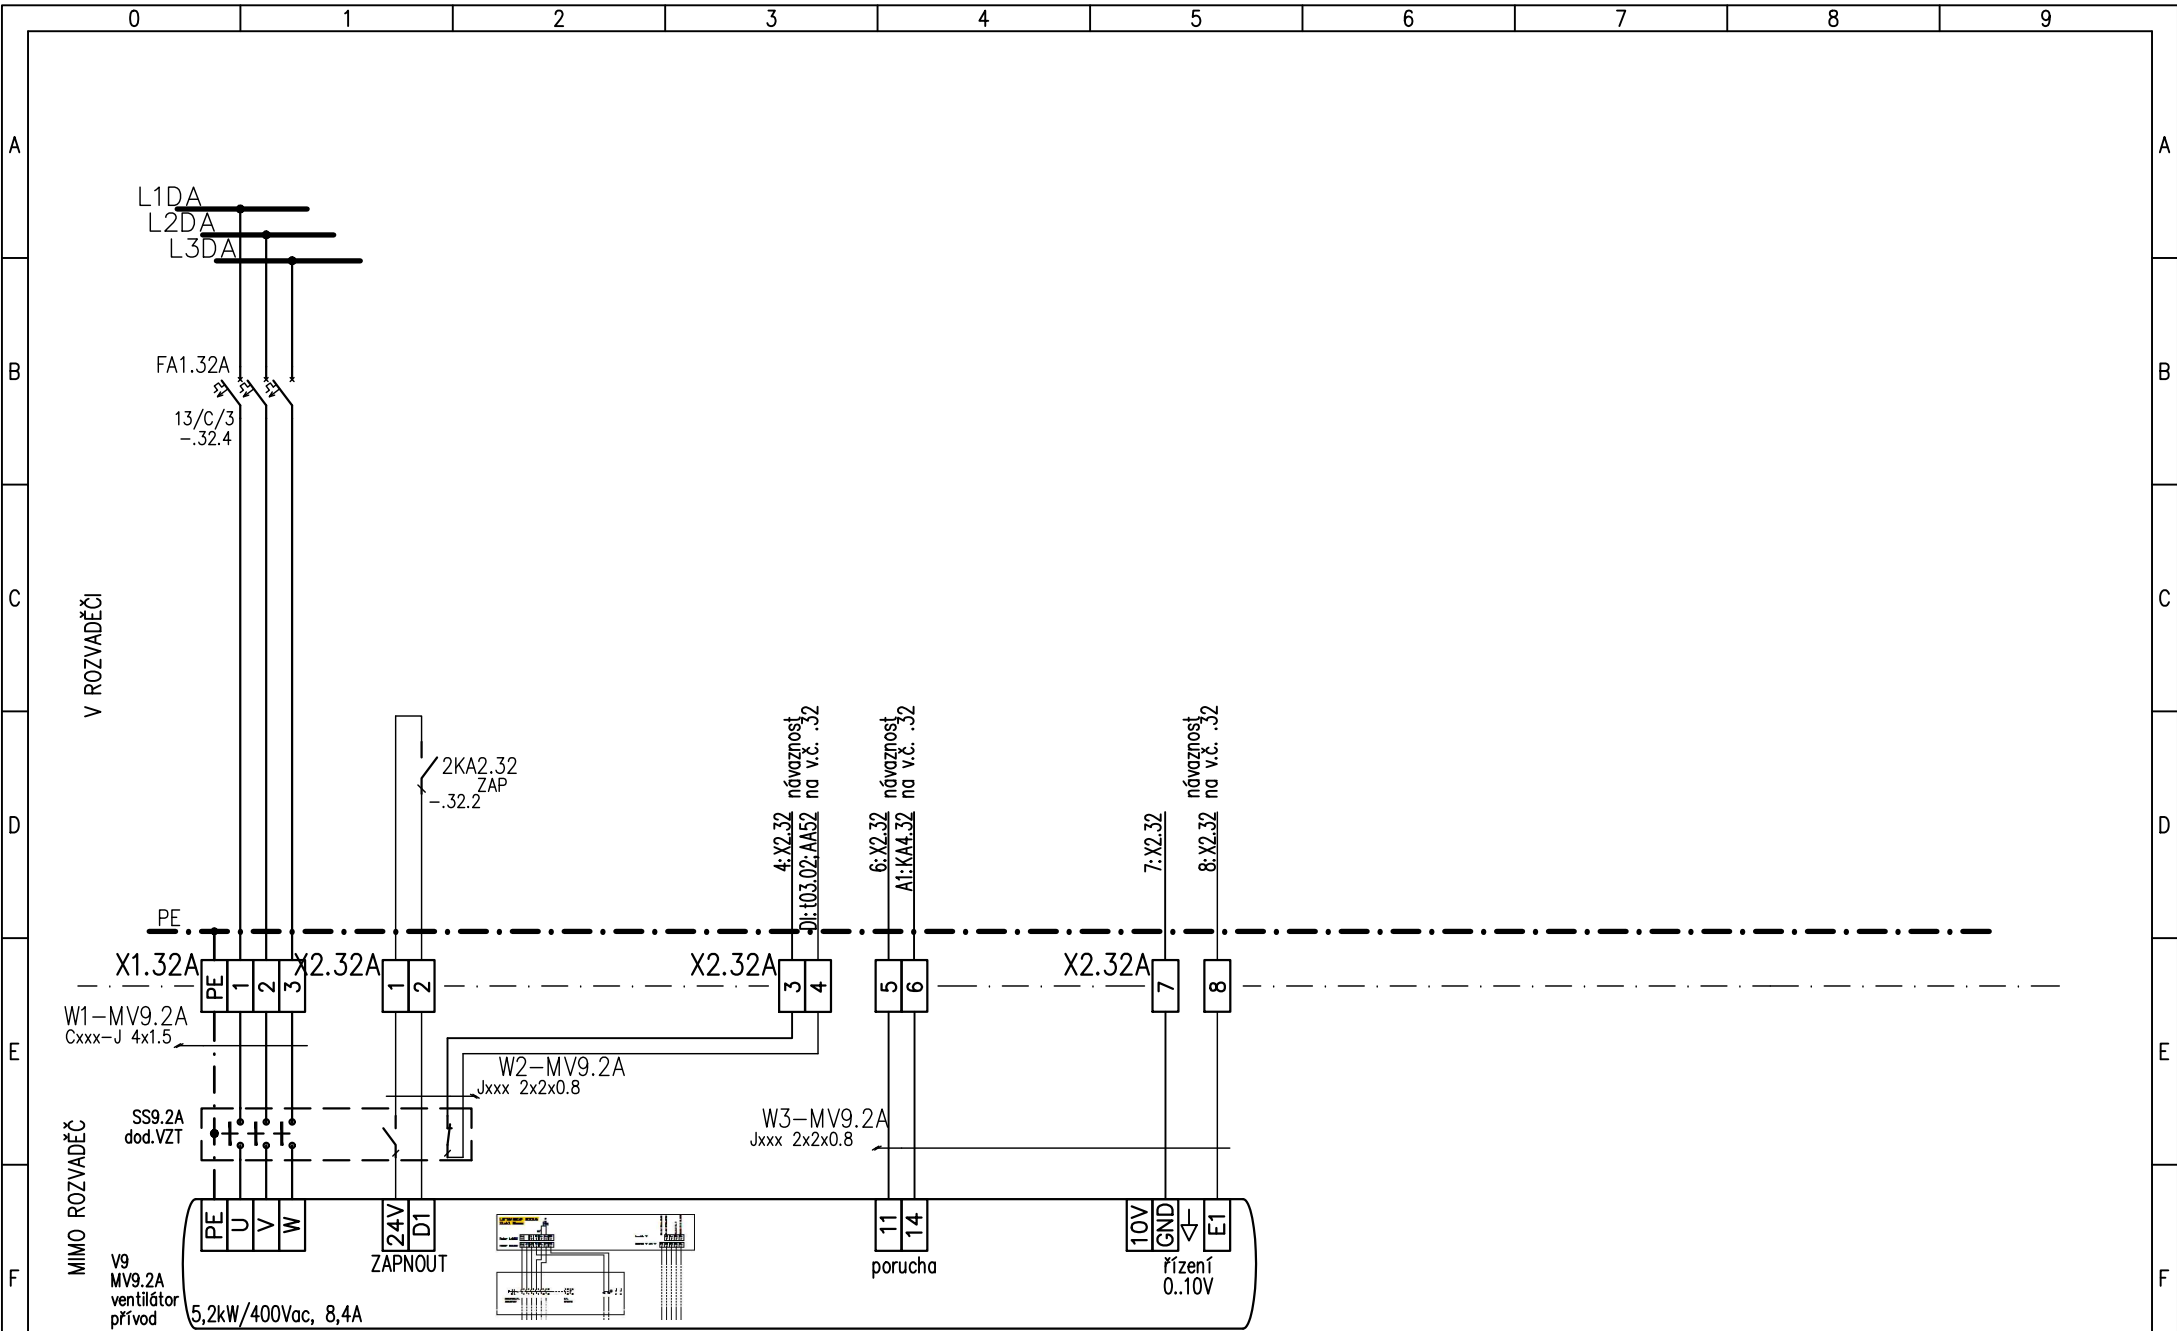 0 1 2 3 4 5 6 7 8 9
A A
L1DA
L2DA
L3DA
FA1.32A
B B
13/C/3
-.32.4
C C
V ROZVADĚČI
návaznost
na v.č. .32
návaznost
na v.č. .32
návaznost
na v.č. .32
2KA2.32
ZAP
-.32.2
D D
4:X2.32
DI:t03.02;AA52
6:X2.32
A1:KA4.32
7:X2.32
8:X2.32
PE
X1.32A PE 1 2 3
X2.32A 1 2
X2.32A 3 4
5 6
X2.32A 7 8
W1-MV9.2A
Cxxx-J 4x1.5
E E
W2-MV9.2A
Jxxx 2x2x0.8
W3-MV9.2A
Jxxx 2x2x0.8
SS9.2A
dod.VZT
MIMO ROZVADĚČ
PE U V W
24V D1
ZAPNOUT
11 14
porucha
10V GND E1
řízení
0..10V
F F
V9
MV9.2A
ventilátor
přívod
5,2kW/400Vac, 8,4A